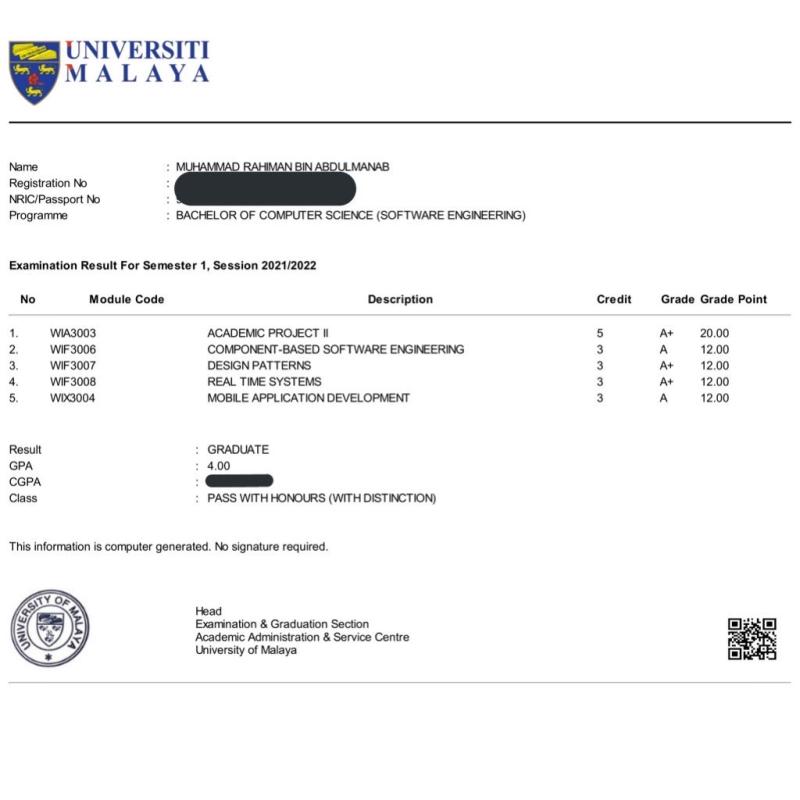 UNIVERSITI
MALAYA
Name : MUHAMMAD RAHIMAN BIN ABDULMANAB
Registration No :
NRIC/Passport No :
Programme : BACHELOR OF COMPUTER SCIENCE (SOFTWARE ENGINEERING)
Examination Result For Semester 1, Session 2021/2022
No Module Code Description Credit Grade Grade Point
1. WIA3003 ACADEMIC PROJECT II 5 A+ 20.00
2. WIF3006 COMPONENT-BASED SOFTWARE ENGINEERING 3 A 12.00
3. WIF3007 DESIGN PATTERNS 3 A+ 12.00
4. WIF3008 REAL TIME SYSTEMS 3 A+ 12.00
5. WIX3004 MOBILE APPLICATION DEVELOPMENT 3 A 12.00
Result : GRADUATE
GPA : 4.00
CGPA :
Class : PASS WITH HONOURS (WITH DISTINCTION)
This information is computer generated. No signature required.
UNIVERSITY OF MALAYA
Head
Examination & Graduation Section
Academic Administration & Service Centre
University of Malaya